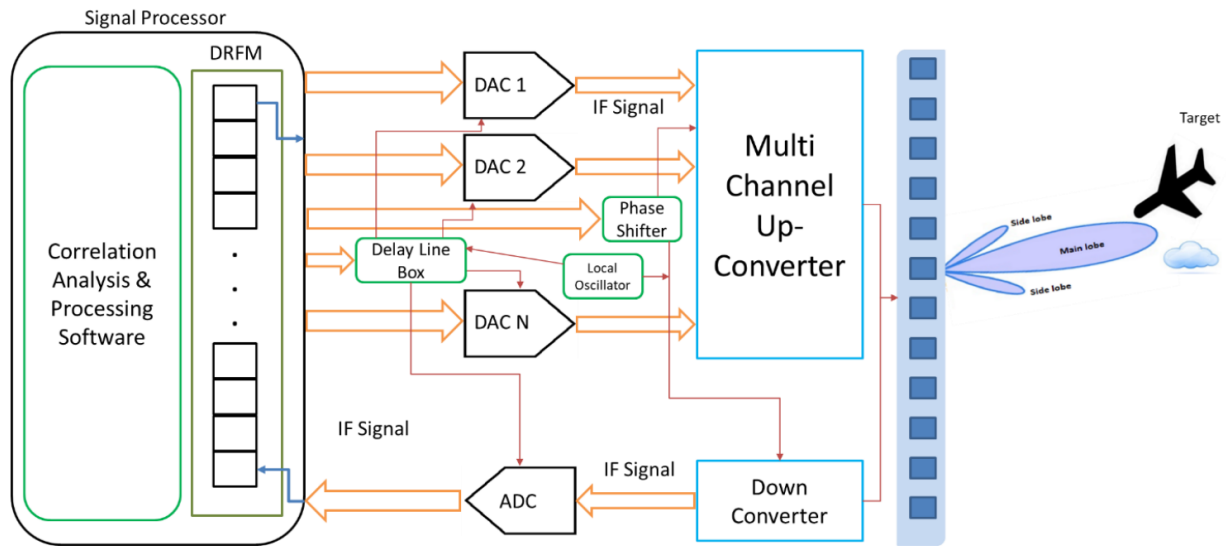 Signal Processor
DRFM
Correlation
Analysis &
Processing
Software
DAC 1
IF Signal
DAC 2
Phase
Shifter
Delay Line
Box
Local
Oscillator
DAC N
IF Signal
ADC
IF Signal
Multi
Channel
Up-
Converter
Down
Converter
Target
Side lobe
Main lobe
Side lobe